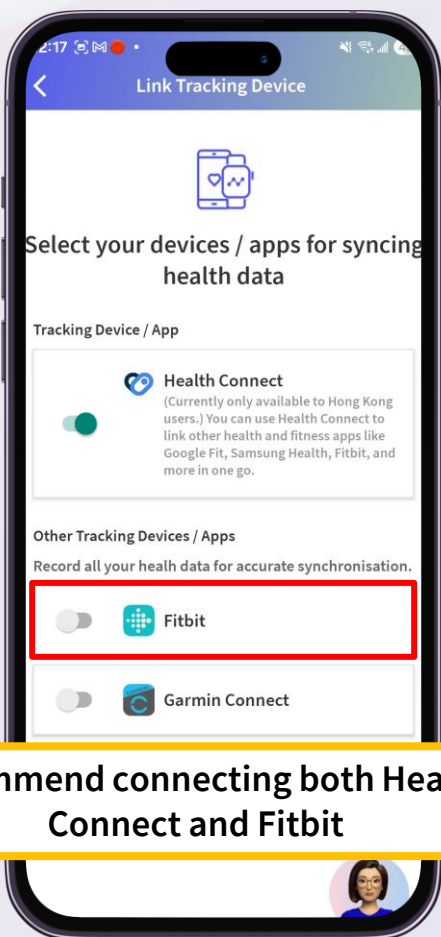 2:17
Link Tracking Device
Select your devices / apps for syncing
health data
Tracking Device / App
Health Connect
(Currently only available to Hong Kong
users.) You can use Health Connect to
link other health and fitness apps like
Google Fit, Samsung Health, Fitbit, and
more in one go.
Other Tracking Devices / Apps
Record all your healh data for accurate synchronisation.
Fitbit
Garmin Connect
mmend connecting both Hea
Connect and Fitbit